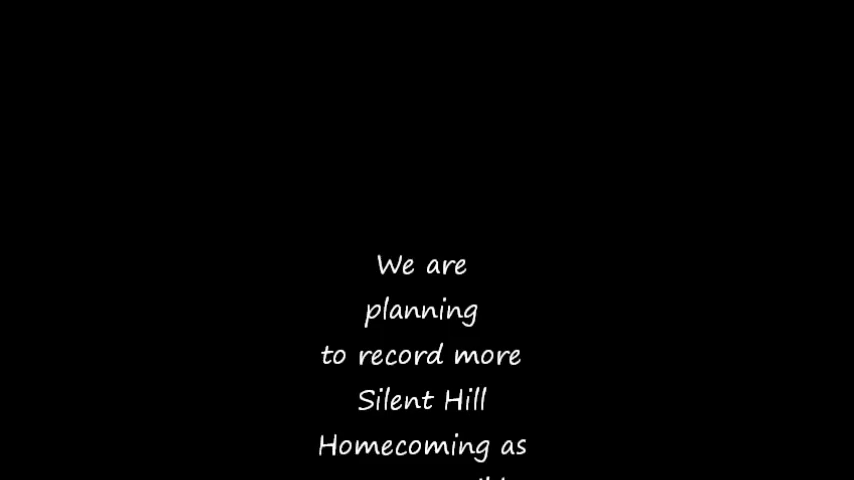 We are
planning
to record more
Silent Hill
Homecoming as